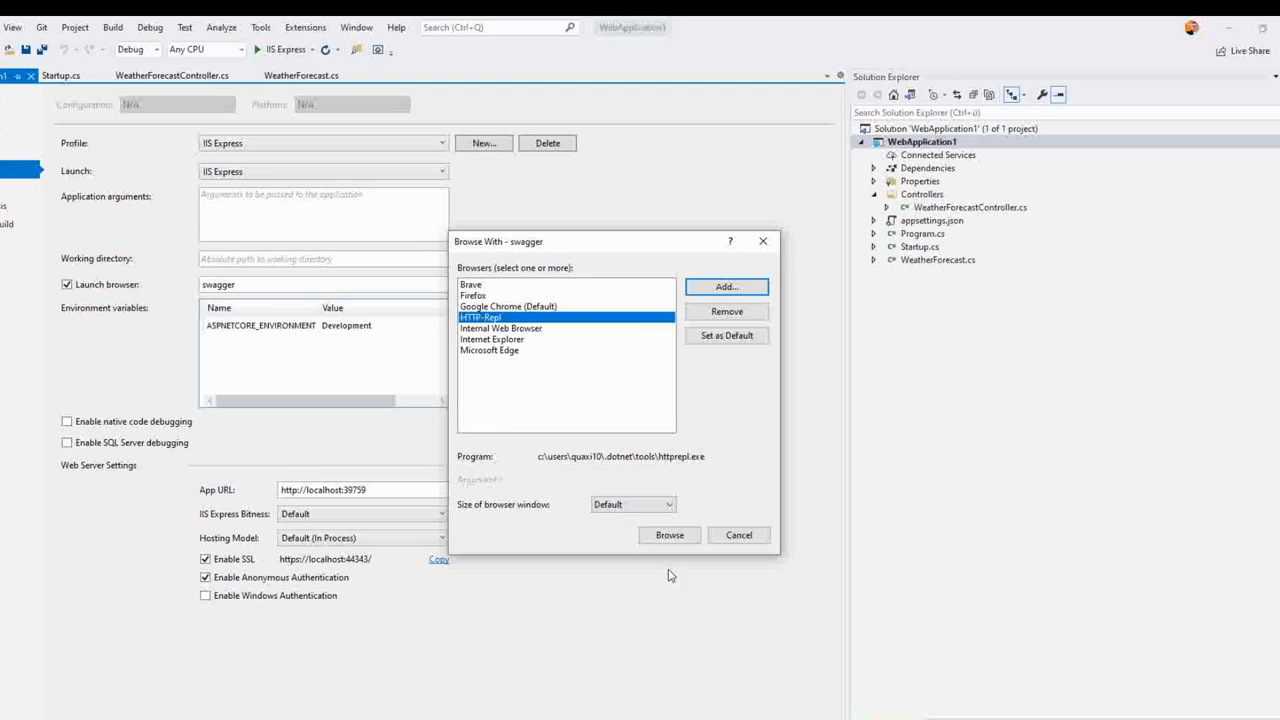 View Git Project Build Debug Test Analyze Tools Extensions Window Help Search (Ctrl+Q) WebApplication1
Debug Any CPU IIS Express Live Share
Startup.cs WeatherForecastController.cs WeatherForecast.cs
Configuration: N/A Platform: N/A
Profile: IIS Express New... Delete
Launch: IIS Express
Application arguments: Arguments to be passed to the application
Working directory: Absolute path to working directory
Launch browser: swagger
Environment variables: Name Value
ASPNETCORE_ENVIRONMENT Development
Enable native code debugging
Enable SQL Server debugging
Web Server Settings
App URL: http://localhost:39759
IIS Express Bitness: Default
Hosting Model: Default (In Process)
Enable SSL https://localhost:44343/ Copy
Enable Anonymous Authentication
Enable Windows Authentication
Browse With - swagger ?
Browsers (select one or more):
Brave
Firefox
Google Chrome (Default)
HTTP-Repl
Internal Web Browser
Internet Explorer
Microsoft Edge
Add...
Remove
Set as Default
Program: c:\users\quaxi10\.dotnet\tools\httprepl.exe
Arguments:
Size of browser window: Default
Browse Cancel
Solution Explorer
Search Solution Explorer (Ctrl+ü)
Solution 'WebApplication1' (1 of 1 project)
WebApplication1
Connected Services
Dependencies
Properties
Controllers
WeatherForecastController.cs
appsettings.json
Program.cs
Startup.cs
WeatherForecast.cs